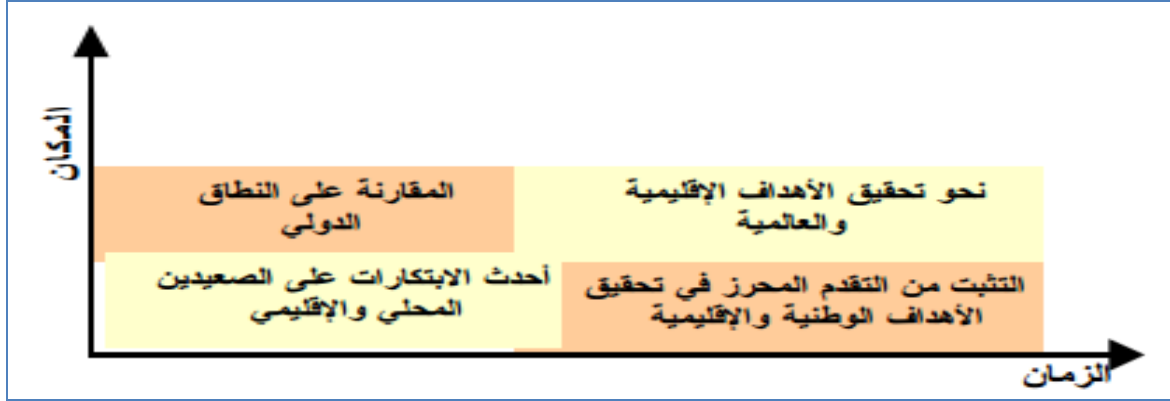 المكان
المقارنة على النطاق
الدولي
نحو تحقيق الأهداف الإقليمية
والعالمية
أحدث الابتكارات على الصعيدين
المحلي والإقليمي
التثبت من التقدم المحرز في تحقيق
الأهداف الوطنية والإقليمية
الزمان